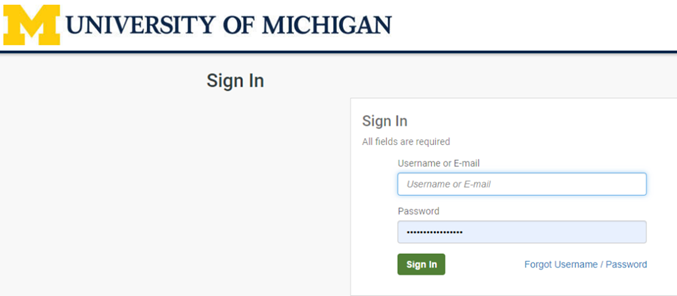 M UNIVERSITY OF MICHIGAN
Sign In
Sign In
All fields are required
Username or E-mail
Username or E-mail
Password
•••••••••••••••••
Sign In Forgot Username / Password